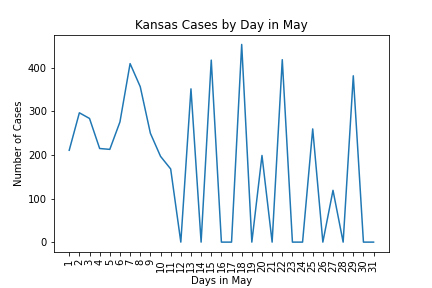 Kansas Cases by Day in May
Number of Cases
400
300
200
100
0
1 2 3 4 5 6 7 8 9 10 11 12 13 14 15 16 17 18 19 20 21 22 23 24 25 26 27 28 29 30 31
Days in May